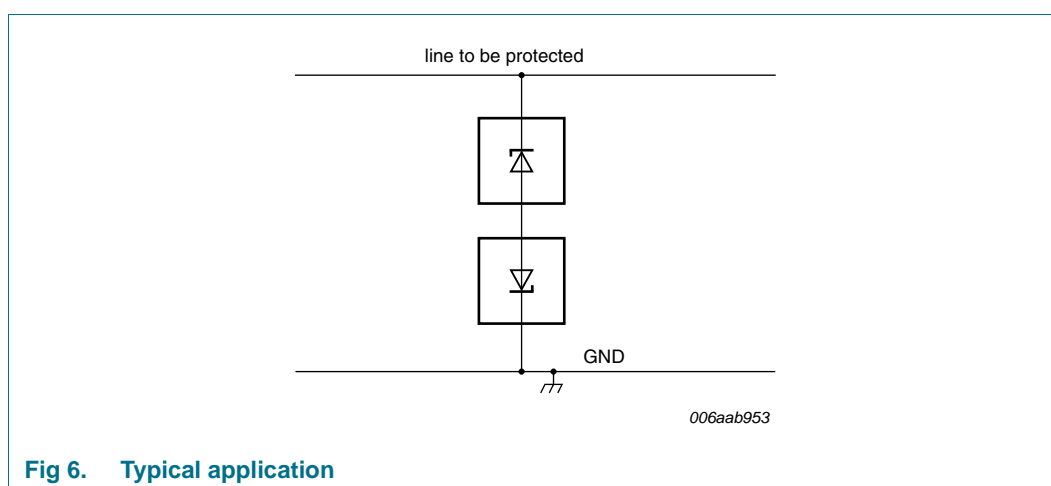 line to be protected
GND
006aab953
Fig 6. Typical application